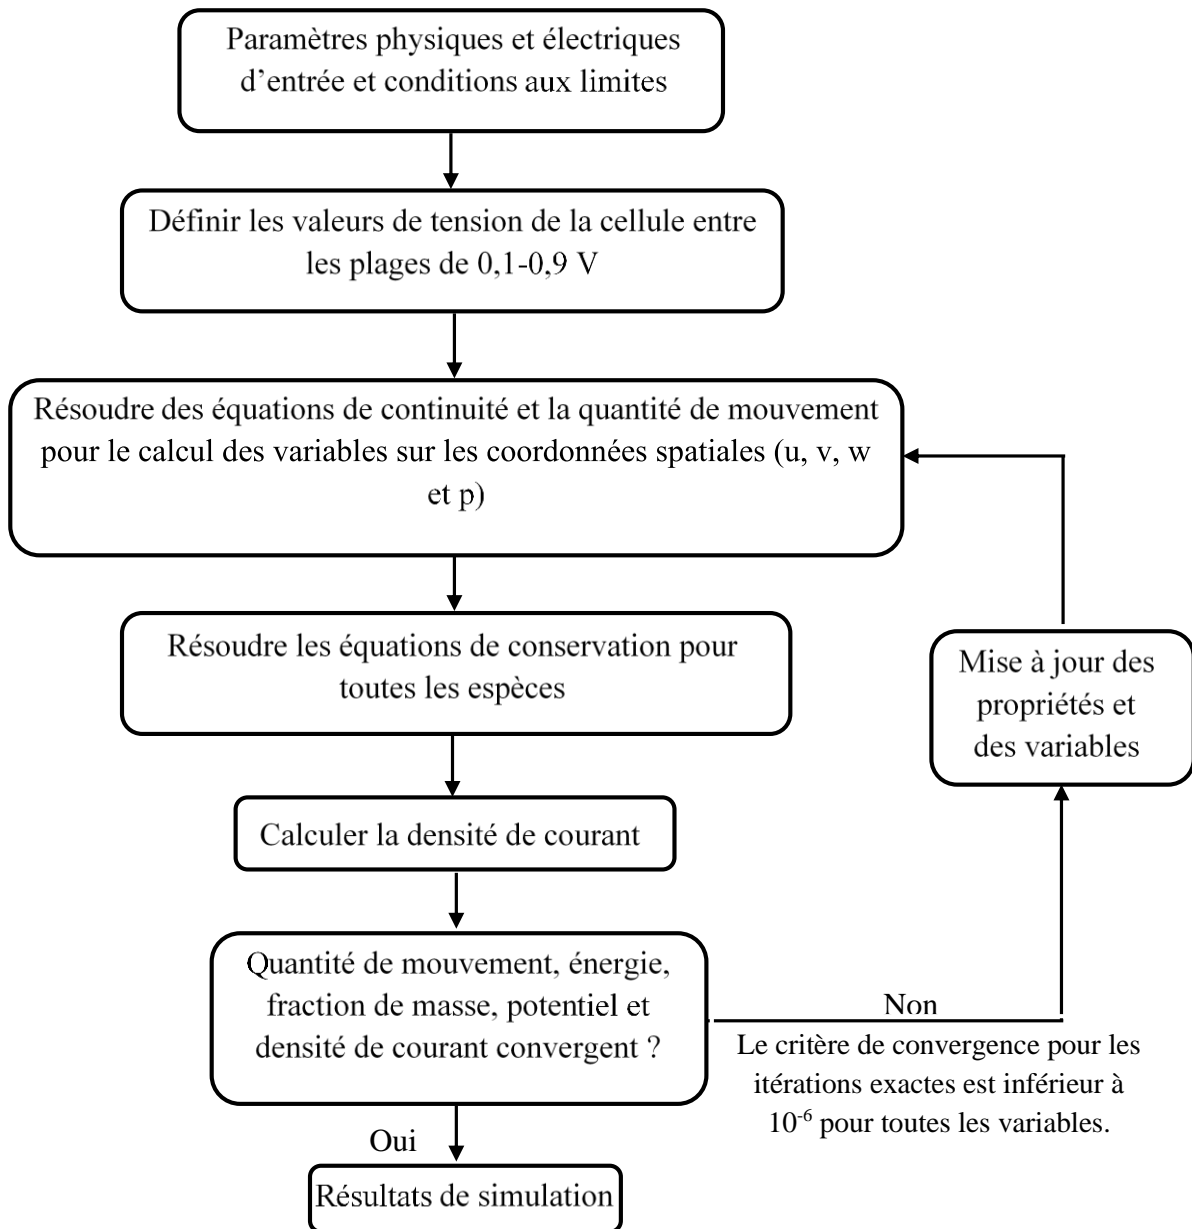 Paramètres physiques et électriques
d’entrée et conditions aux limites
Définir les valeurs de tension de la cellule entre
les plages de 0,1-0,9 V
Résoudre des équations de continuité et la quantité de mouvement
pour le calcul des variables sur les coordonnées spatiales (u, v, w
et p)
Résoudre les équations de conservation pour
toutes les espèces
Mise à jour des
propriétés et
des variables
Calculer la densité de courant
Quantité de mouvement, énergie,
fraction de masse, potentiel et
densité de courant convergent ?
Non
Le critère de convergence pour les
itérations exactes est inférieur à
10⁻⁶ pour toutes les variables.
Oui
Résultats de simulation